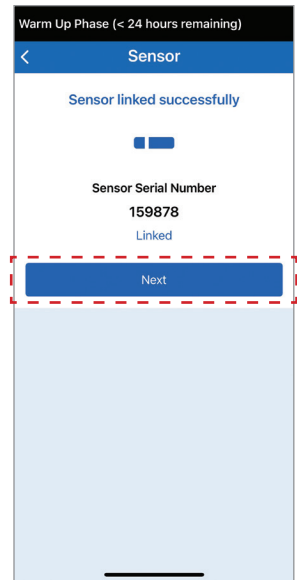 Warm Up Phase (< 24 hours remaining)
Sensor
Sensor linked successfully
Sensor Serial Number
159878
Linked
Next